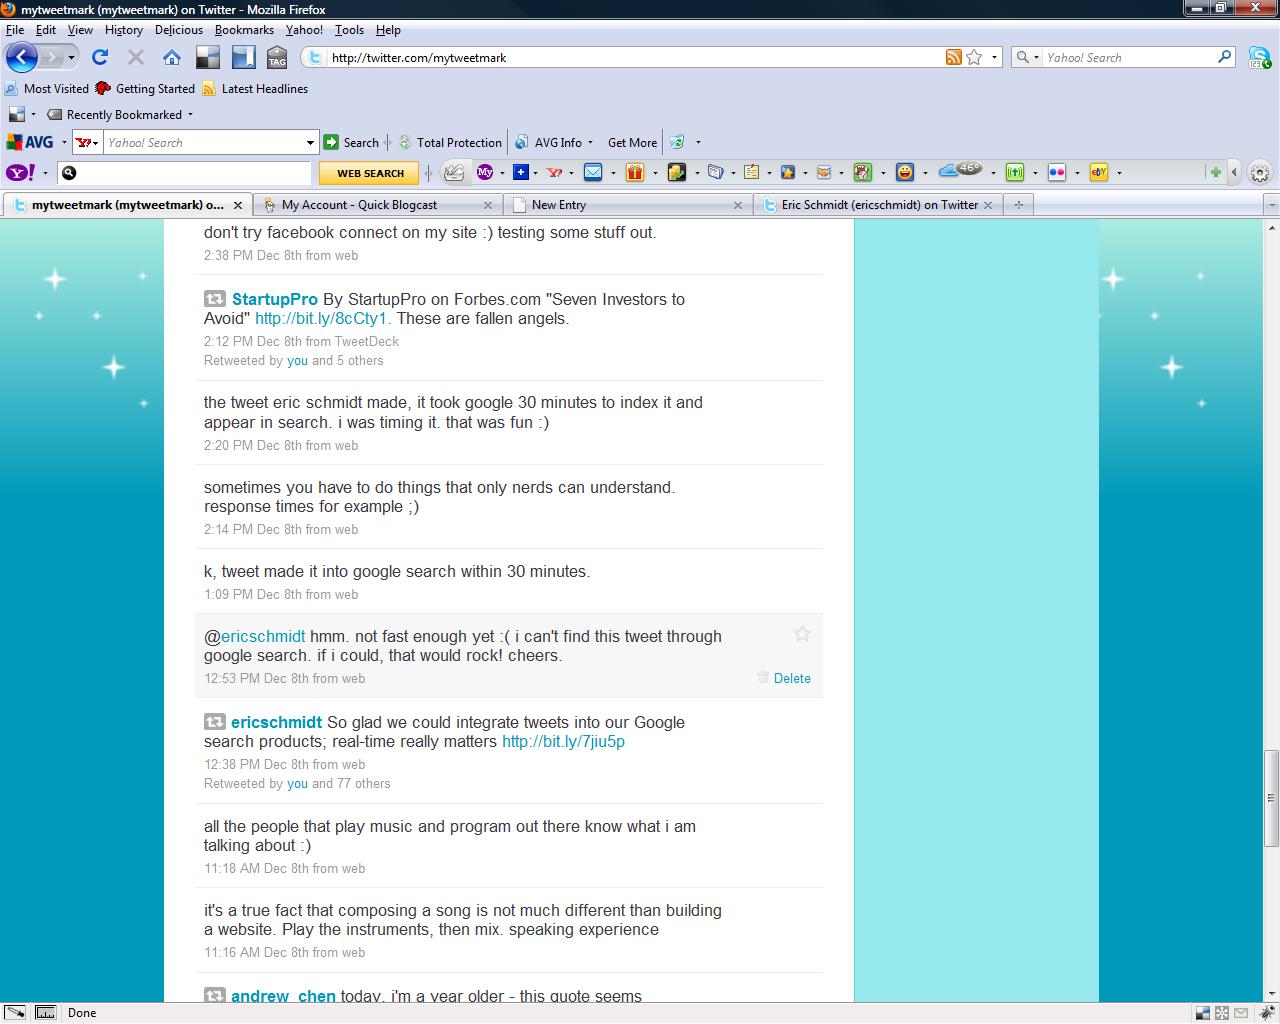 mytweetmark (mytweetmark) on Twitter - Mozilla Firefox
File Edit View History Delicious Bookmarks Yahoo! Tools Help
TAG http://twitter.com/mytweetmark Yahoo! Search
Most Visited Getting Started Latest Headlines
Recently Bookmarked
AVG Yahoo! Search Search Total Protection AVG Info Get More
Y! WEB SEARCH My 46° eBY
mytweetmark (mytweetmark) o... My Account - Quick Blogcast New Entry Eric Schmidt (ericschmidt) on Twitter
don't try facebook connect on my site :) testing some stuff out.
2:38 PM Dec 8th from web
StartupPro By StartupPro on Forbes.com "Seven Investors to
Avoid" http://bit.ly/8cCty1. These are fallen angels.
2:12 PM Dec 8th from TweetDeck
Retweeted by you and 5 others
the tweet eric schmidt made, it took google 30 minutes to index it and
appear in search. i was timing it. that was fun :)
2:20 PM Dec 8th from web
sometimes you have to do things that only nerds can understand.
response times for example ;)
2:14 PM Dec 8th from web
k, tweet made it into google search within 30 minutes.
1:09 PM Dec 8th from web
@ericschmidt hmm. not fast enough yet :( i can't find this tweet through
google search. if i could, that would rock! cheers.
12:53 PM Dec 8th from web Delete
ericschmidt So glad we could integrate tweets into our Google
search products; real-time really matters http://bit.ly/7jiu5p
12:38 PM Dec 8th from web
Retweeted by you and 77 others
all the people that play music and program out there know what i am
talking about :)
11:18 AM Dec 8th from web
it's a true fact that composing a song is not much different than building
a website. Play the instruments, then mix. speaking experience
11:16 AM Dec 8th from web
andrew_chen today, i'm a year older - this quote seems
Done